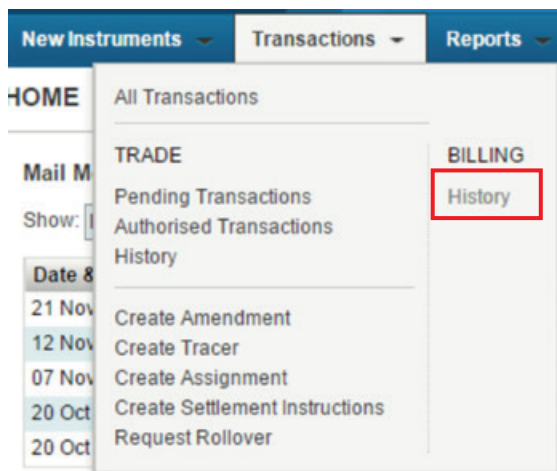 New Instruments Transactions Reports
HOME
All Transactions
TRADE
Pending Transactions
Authorised Transactions
History
Create Amendment
Create Tracer
Create Assignment
Create Settlement Instructions
Request Rollover
BILLING
History
Mail M
Show:
Date &
21 Nov
12 Nov
07 Nov
20 Oct
20 Oct